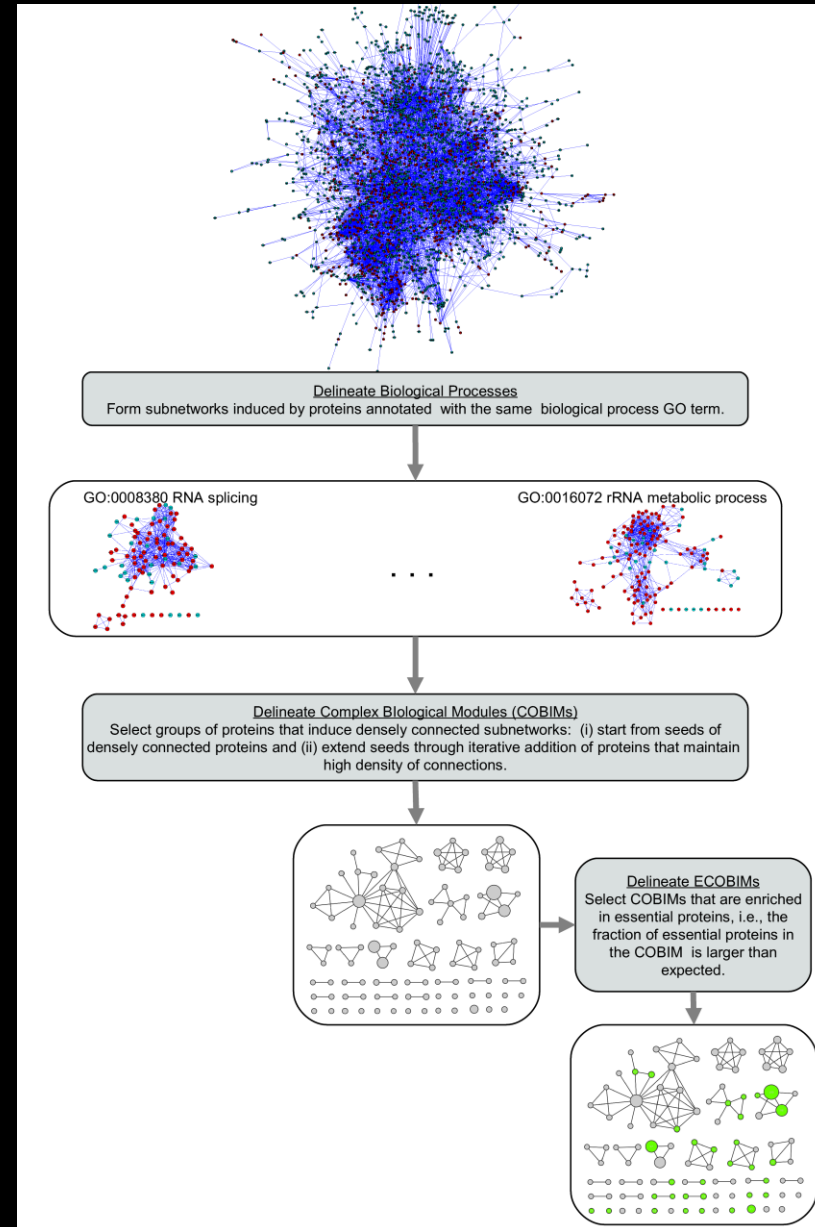 Delineate Biological Processes
Form subnetworks induced by proteins annotated with the same biological process GO term.
GO:0008380 RNA splicing
GO:0016072 rRNA metabolic process
. . .
Delineate Complex BIological Modules (COBIMs)
Select groups of proteins that induce densely connected subnetworks: (i) start from seeds of
densely connected proteins and (ii) extend seeds through iterative addition of proteins that maintain
high density of connections.
Delineate ECOBIMs
Select COBIMs that are enriched
in essential proteins, i.e., the
fraction of essential proteins in
the COBIM is larger than
expected.